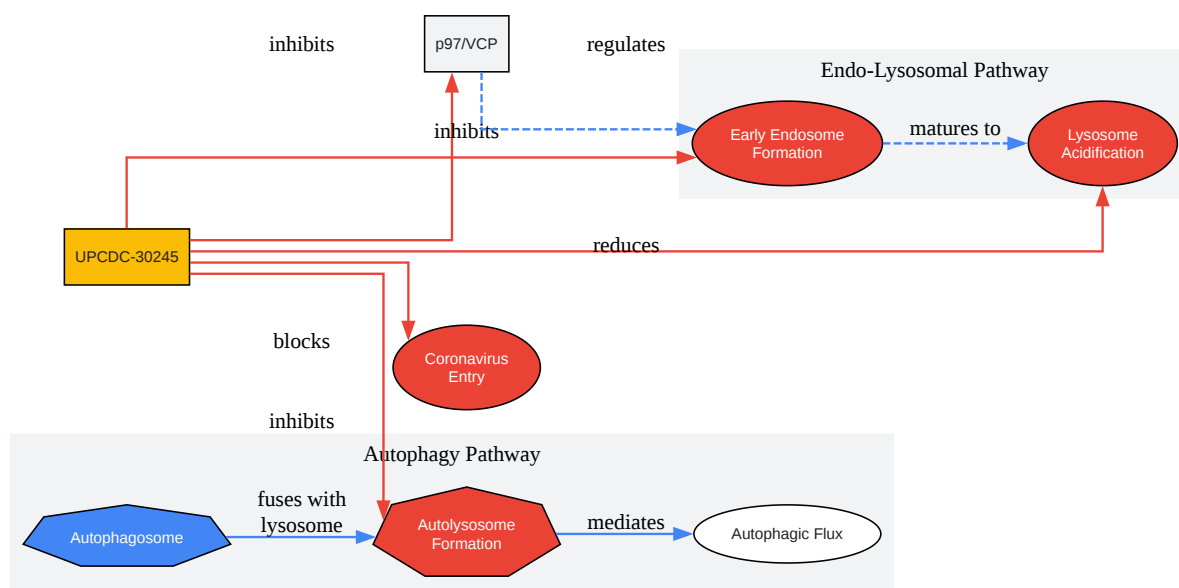 inhibits
p97/VCP
regulates
Endo-Lysosomal Pathway
inhibits
Early Endosome
Formation
matures to
Lysosome
Acidification
UPCDC-30245
reduces
blocks
Coronavirus
Entry
inhibits
Autophagy Pathway
Autophagosome
fuses with
lysosome
Autolysosome
Formation
mediates
Autophagic Flux